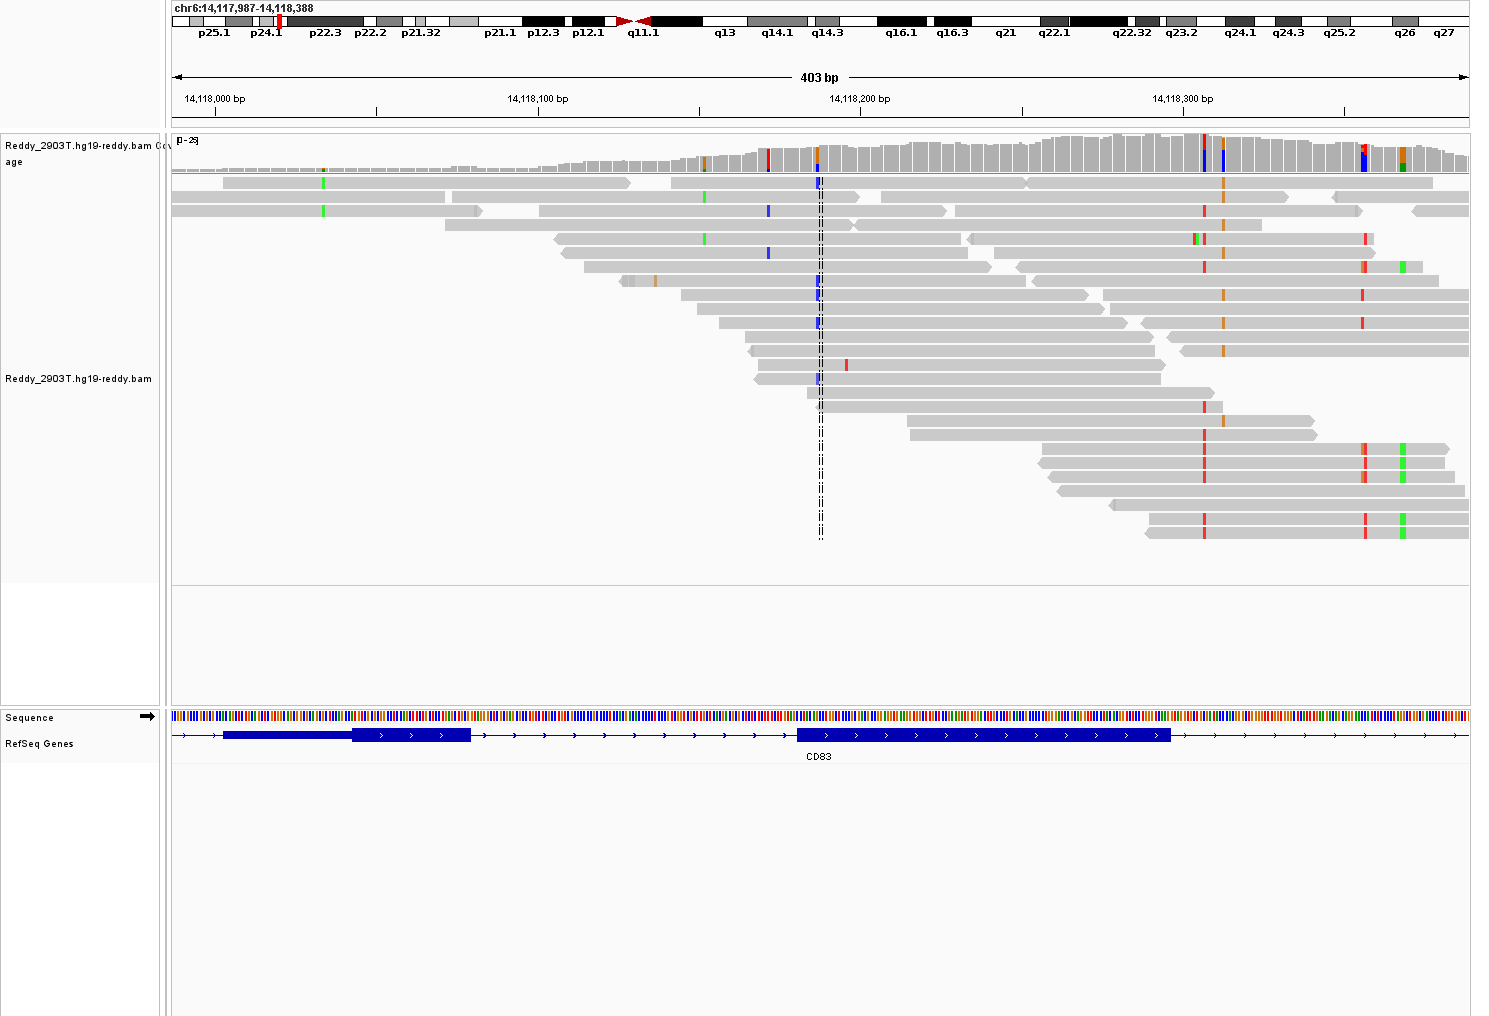 chr6:14,117,987-14,118,388
p25.1 p24.1 p22.3 p22.2 p21.32 p21.1 p12.3 p12.1 q11.1 q13 q14.1 q14.3 q16.1 q16.3 q21 q22.1 q22.32 q23.2 q24.1 q24.3 q25.2 q26 q27
403 bp
14,118,000 bp 14,118,100 bp 14,118,200 bp 14,118,300 bp
Reddy_2903T.hg19-reddy.bam Cov
age
[0-25]
Reddy_2903T.hg19-reddy.bam
Sequence
RefSeq Genes
CD83